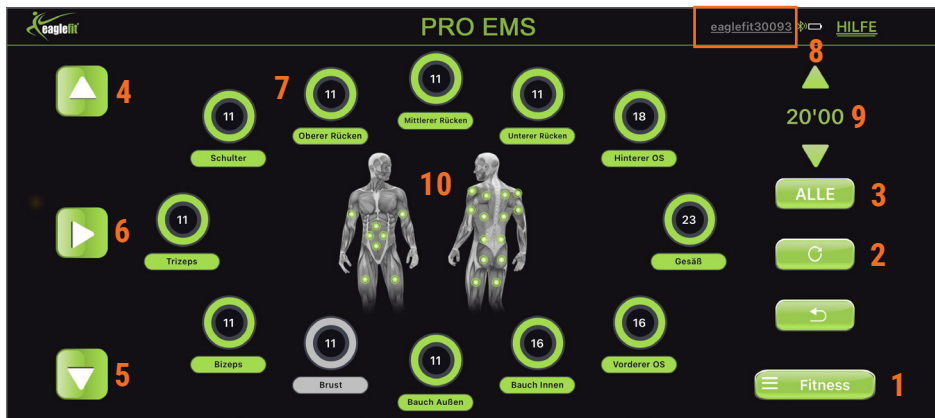 eaglefit
PRO EMS
eaglefit30093
HILFE
8
4
7
11
Mittlerer Rücken
11
Oberer Rücken
11
Unterer Rücken
11
Schulter
18
Hinterer OS
20'00
9
10
ALLE
3
6
11
Trizeps
23
Gesäß
2
11
Bizeps
11
Brust
11
Bauch Außen
16
Bauch Innen
16
Vorderer OS
5
Fitness
1